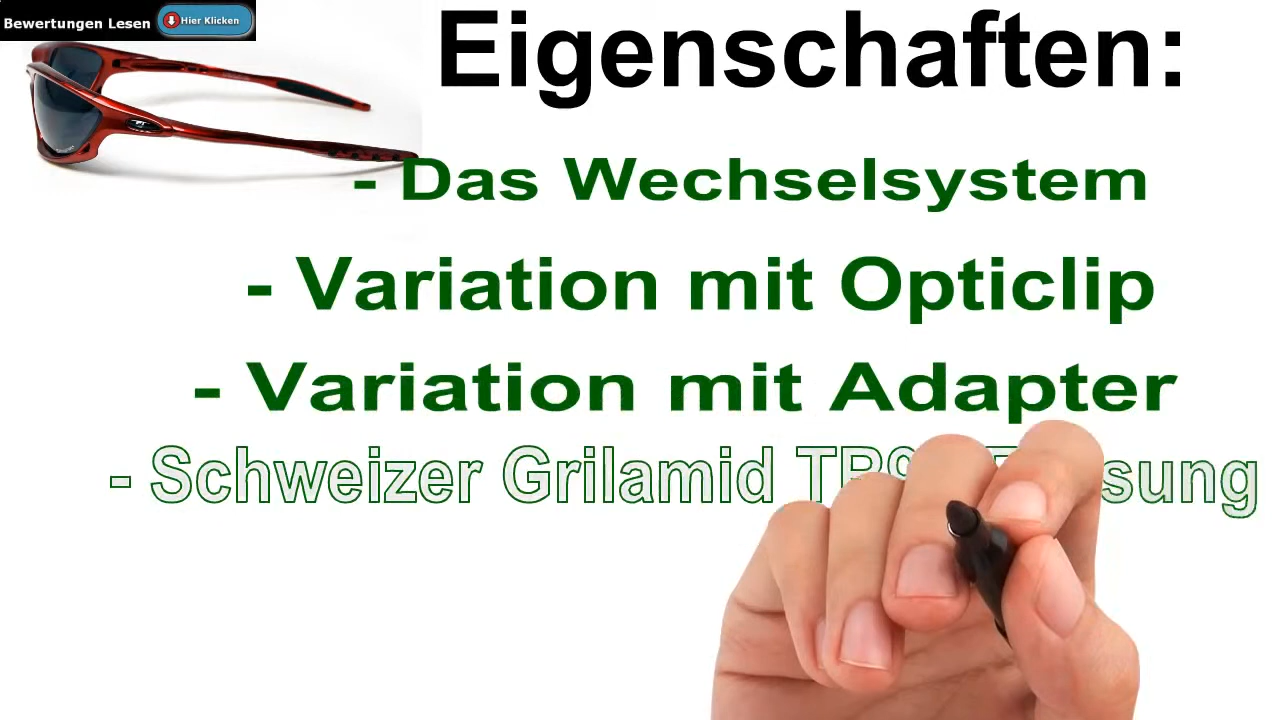 Bewertungen Lesen Hier Klicken
Eigenschaften:
- Das Wechselsystem
- Variation mit Opticlip
- Variation mit Adapter
- Schweizer Grilamid